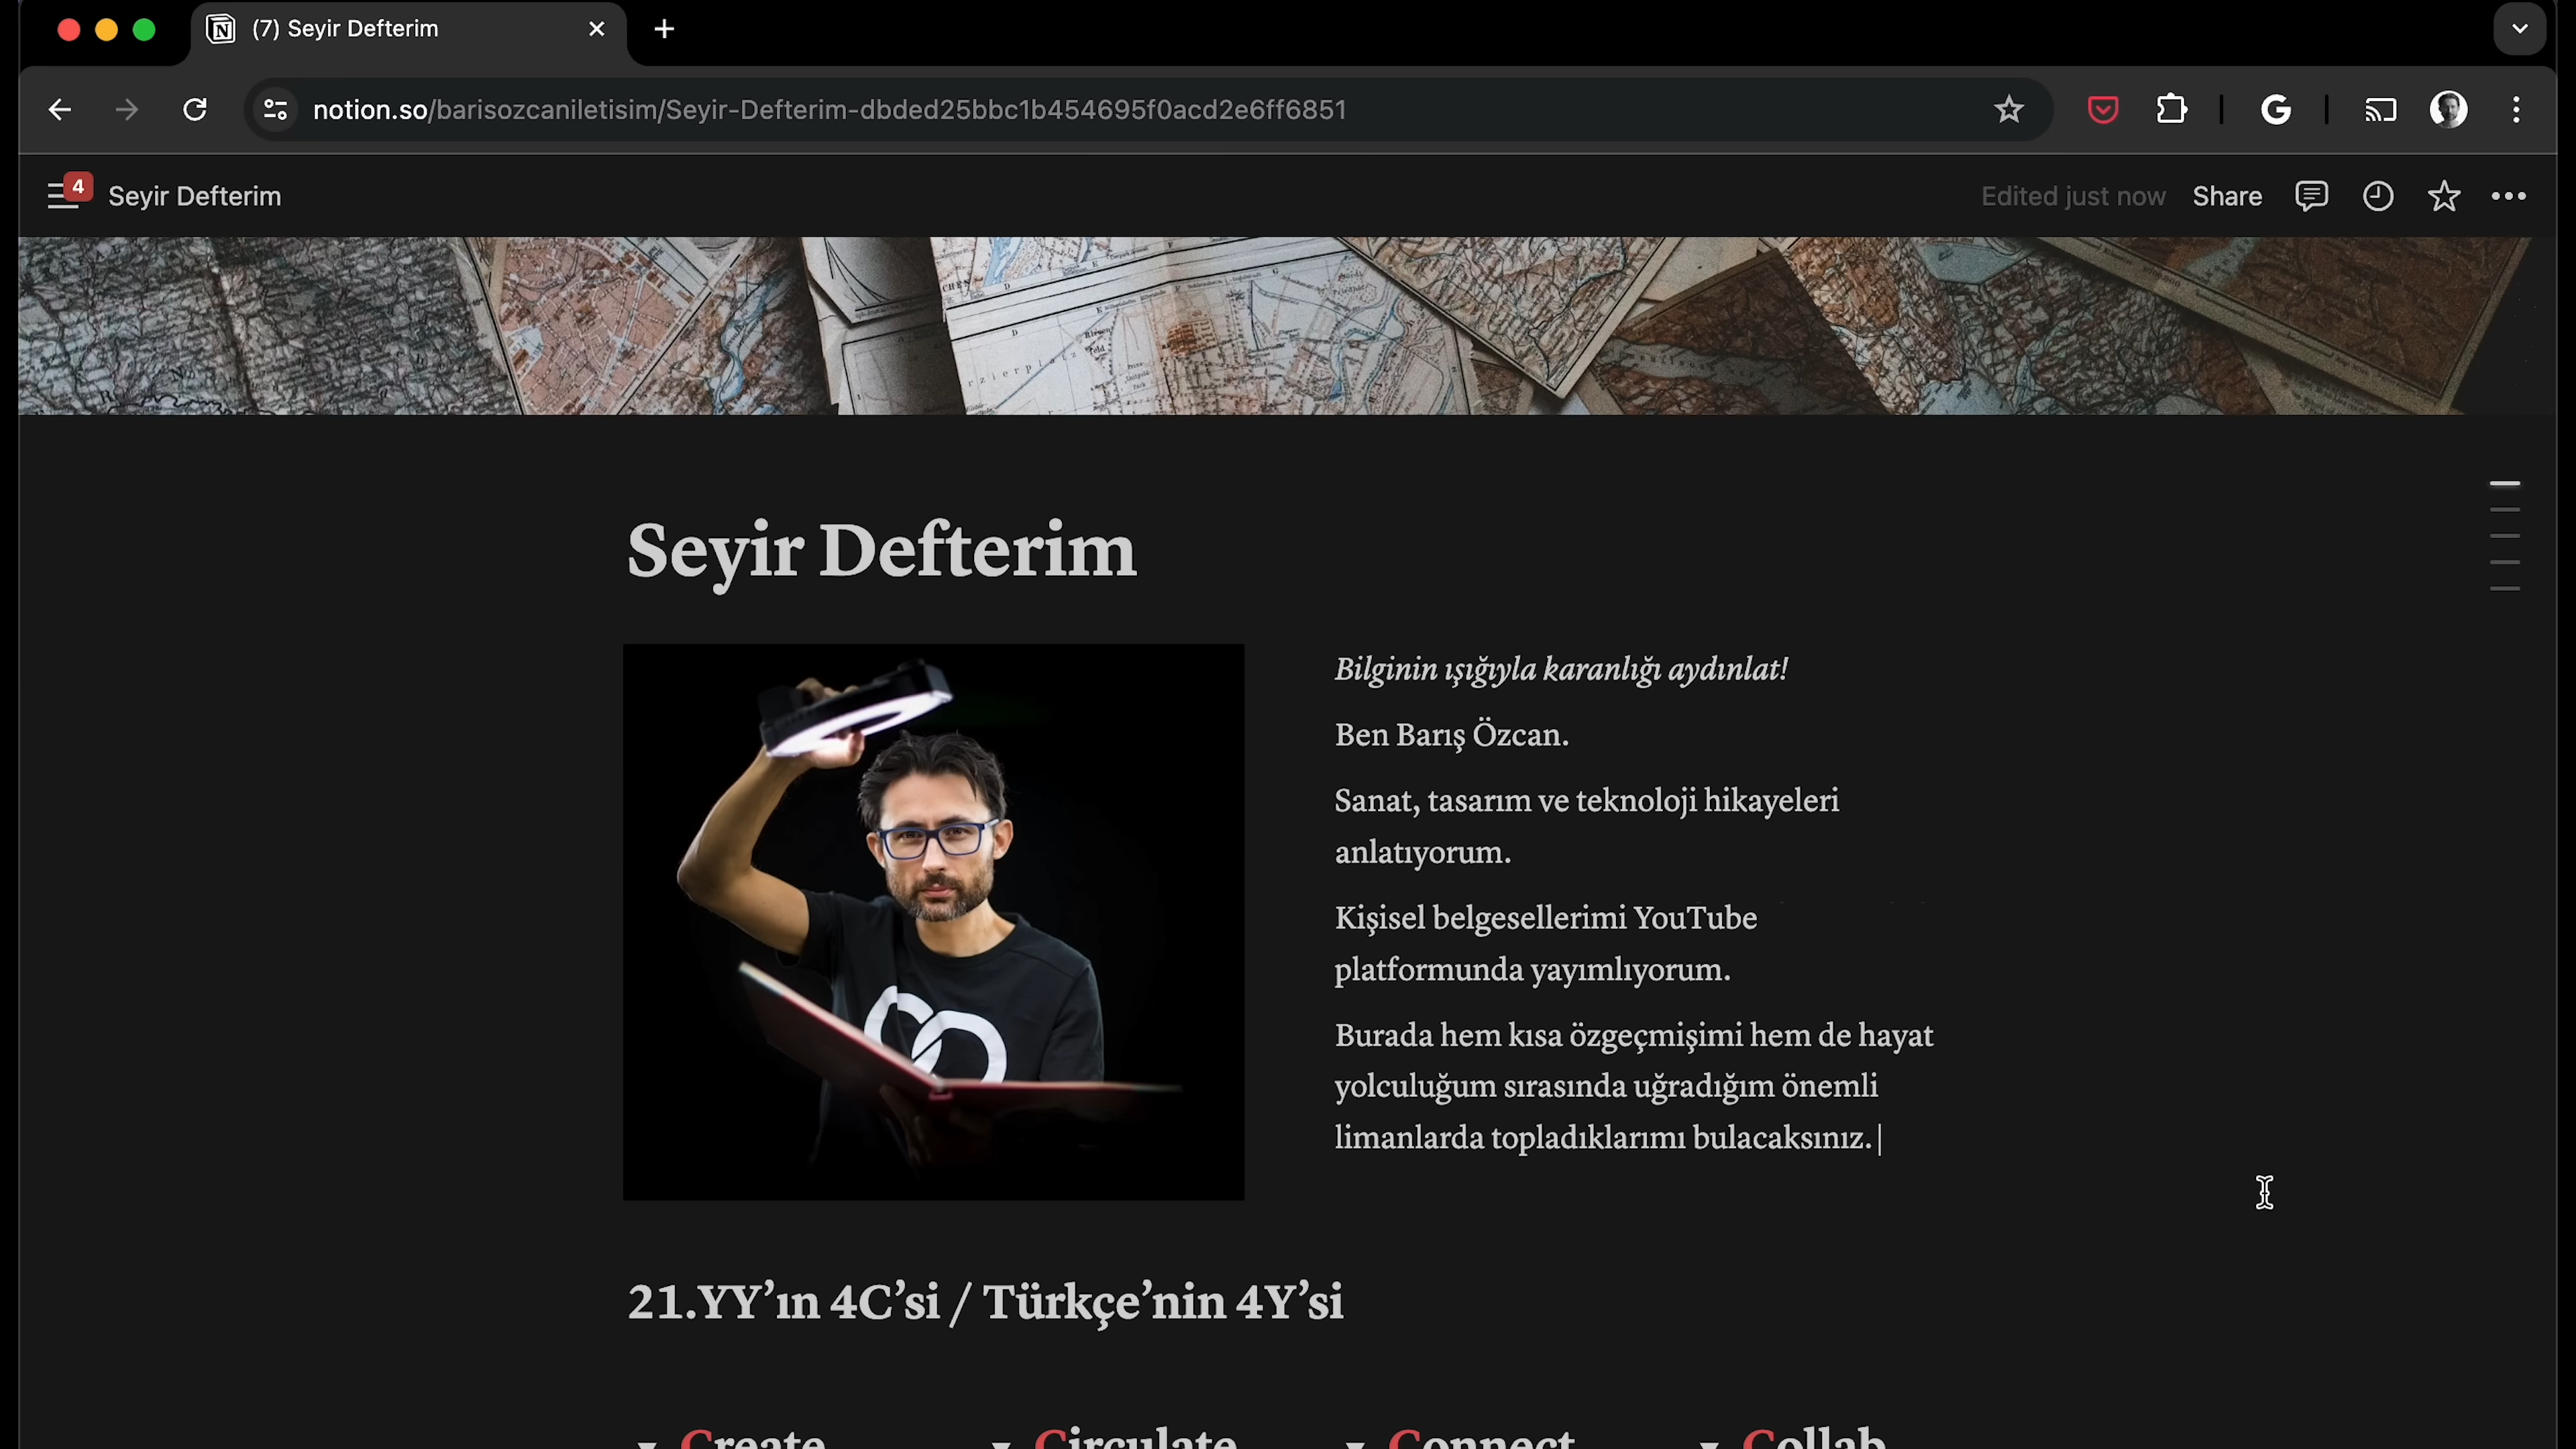 (7) Seyir Defterim
notion.so/barisozcaniletisim/Seyir-Defterim-dbded25bbc1b454695f0acd2e6ff6851
4
Seyir Defterim
Edited just now
Share
Seyir Defterim
Bilginin ışığıyla karanlığı aydınlat!
Ben Barış Özcan.
Sanat, tasarım ve teknoloji hikayeleri
anlatıyorum.
Kişisel belgesellerimi YouTube
platformunda yayımlıyorum.
Burada hem kısa özgeçmişimi hem de hayat
yolculuğum sırasında uğradığım önemli
limanlarda topladıklarımı bulacaksınız.
21.YY’ın 4C’si / Türkçe’nin 4Y’si
Create
Circulate
Connect
Collab